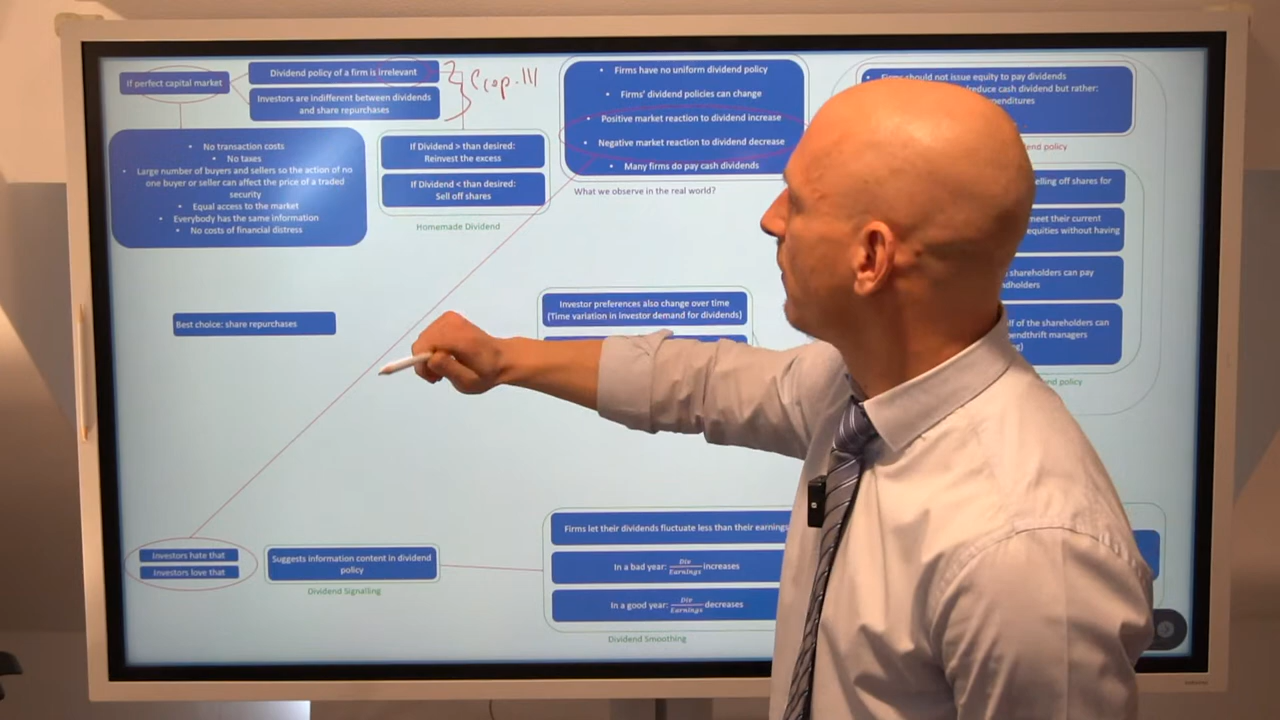 If perfect capital market
Dividend policy of a firm is irrelevant
Investors are indifferent between dividends
and share repurchases
Prop. III
• No transaction costs
• No taxes
• Large number of buyers and sellers so the action of no
one buyer or seller can affect the price of a traded
security
• Equal access to the market
• Everybody has the same information
• No costs of financial distress
If Dividend > than desired:
Reinvest the excess
If Dividend < than desired:
Sell off shares
Homemade Dividend
• Firms have no uniform dividend policy
• Firms' dividend policies can change
• Positive market reaction to dividend increase
• Negative market reaction to dividend decrease
• Many firms do pay cash dividends
What we observe in the real world?
• Firms should not issue equity to pay dividends
reduce cash dividend but rather:
policy
elling off shares for
meet their current
equities without having
shareholders can pay
of the shareholders can
managers
policy
Best choice: share repurchases
Investor preferences also change over time
(Time variation in investor demand for dividends)
Investors hate that
Investors love that
Suggests information content in dividend
policy
Dividend Signalling
Firms let their dividends fluctuate less than their earnings
In a bad year: Div/Earnings increases
In a good year: Div/Earnings decreases
Dividend Smoothing